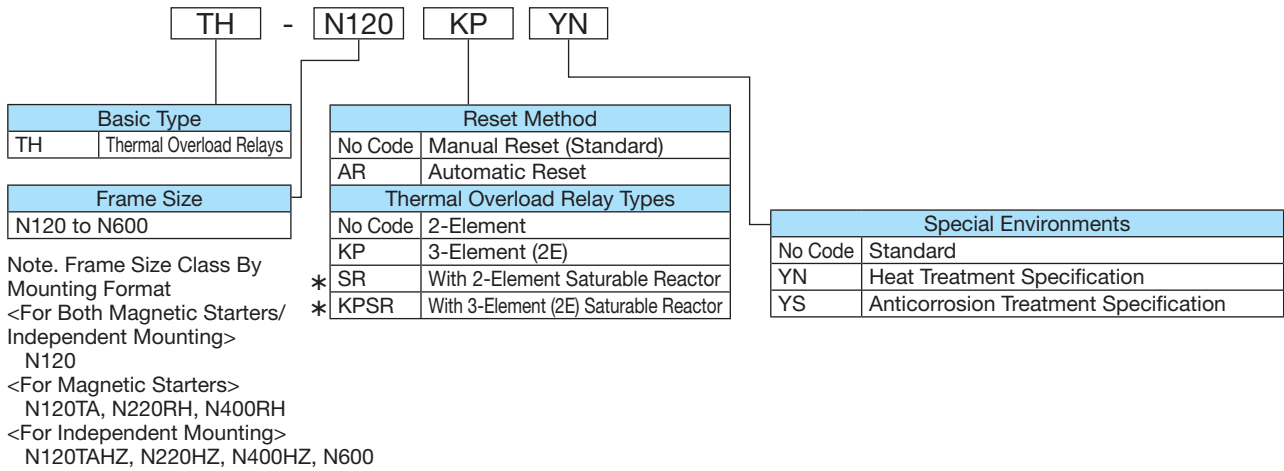 TH - N120 KP YN
Basic Type
TH Thermal Overload Relays
Frame Size
N120 to N600
Note. Frame Size Class By
Mounting Format
<For Both Magnetic Starters/
Independent Mounting>
N120
<For Magnetic Starters>
N120TA, N220RH, N400RH
<For Independent Mounting>
N120TAHZ, N220HZ, N400HZ, N600
Reset Method
No Code Manual Reset (Standard)
AR Automatic Reset
Thermal Overload Relay Types
No Code 2-Element
KP 3-Element (2E)
* SR With 2-Element Saturable Reactor
* KPSR With 3-Element (2E) Saturable Reactor
Special Environments
No Code Standard
YN Heat Treatment Specification
YS Anticorrosion Treatment Specification